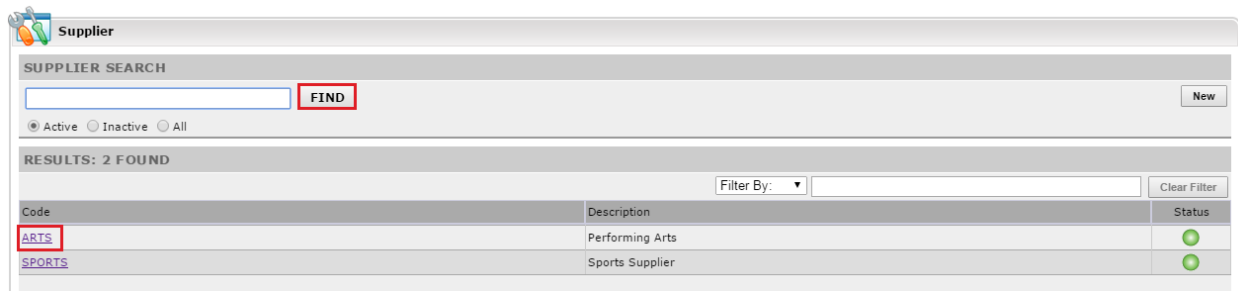 Supplier
SUPPLIER SEARCH
FIND New
Active Inactive All
RESULTS: 2 FOUND
Filter By: Clear Filter
Code Description Status
ARTS Performing Arts
SPORTS Sports Supplier